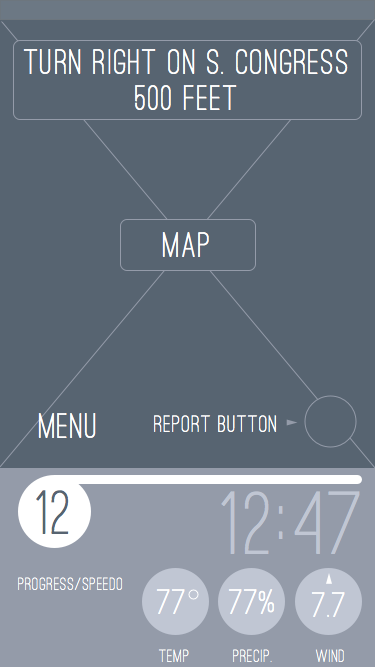 TURN RIGHT ON S. CONGRESS
500 FEET
MAP
MENU
REPORT BUTTON
12
12:47
PROGRESS/SPEEDO
77°
77%
7.7
TEMP
PRECIP.
WIND